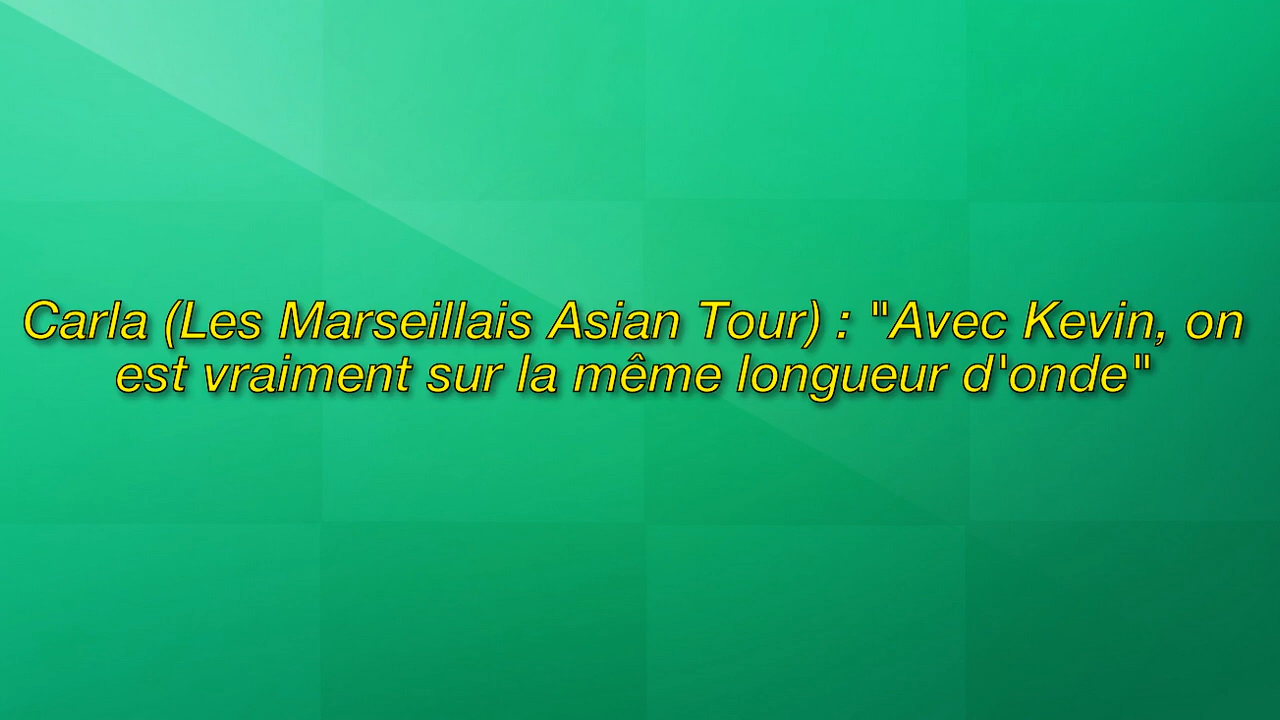 Carla (Les Marseillais Asian Tour) : "Avec Kevin, on
est vraiment sur la même longueur d'onde"